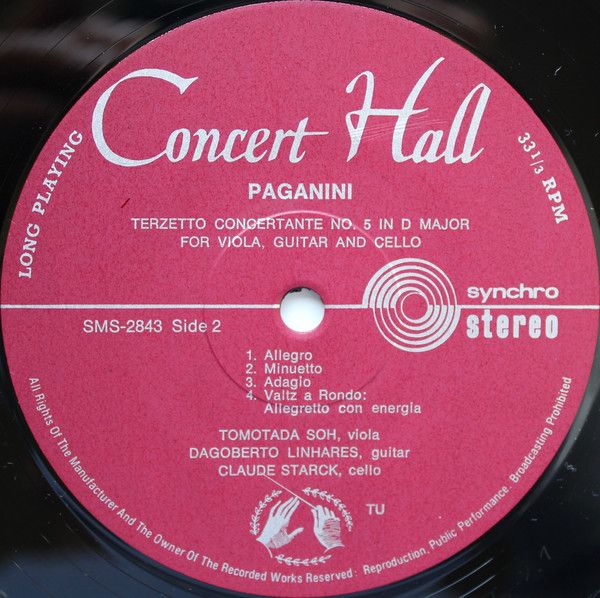 Concert Hall
LONG PLAYING
33 1/3 RPM
PAGANINI
TERZETTO CONCERTANTE NO. 5 IN D MAJOR
FOR VIOLA, GUITAR AND CELLO
synchro
stereo
SMS-2843 Side 2
1. Allegro
2. Minuetto
3. Adagio
4. Valtz a Rondo:
Allegretto con energia
TOMOTADA SOH, viola
DAGOBERTO LINHARES, guitar
CLAUDE STARCK, cello
TU
All Rights Of The Manufacturer And The Owner Of The Recorded Works Reserved: Reproduction, Public Performance, Broadcasting Prohibited